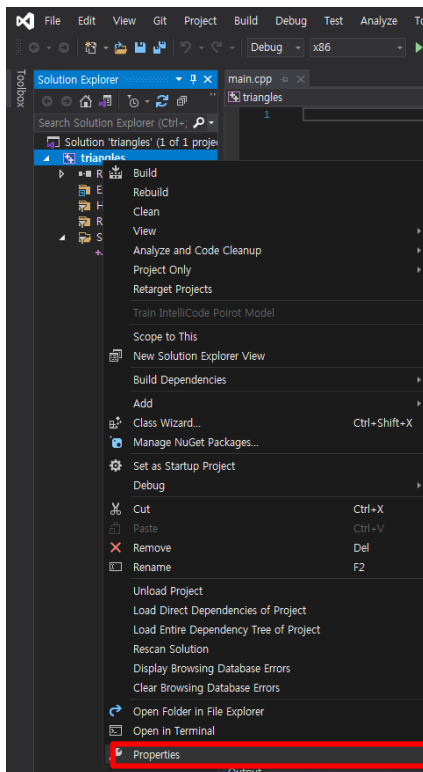 File Edit View Git Project Build Debug Test Analyze
Debug x86
Toolbox
Solution Explorer
main.cpp
triangles
Search Solution Explorer (Ctrl+;
1
Solution 'triangles' (1 of 1 proje
triangles
R
E
H
R
S
Build
Rebuild
Clean
View
Analyze and Code Cleanup
Project Only
Retarget Projects
Train IntelliCode Poirot Model
Scope to This
New Solution Explorer View
Build Dependencies
Add
Class Wizard... Ctrl+Shift+X
Manage NuGet Packages...
Set as Startup Project
Debug
Cut Ctrl+X
Paste Ctrl+V
Remove Del
Rename F2
Unload Project
Load Direct Dependencies of Project
Load Entire Dependency Tree of Project
Rescan Solution
Display Browsing Database Errors
Clear Browsing Database Errors
Open Folder in File Explorer
Open in Terminal
Properties
Output